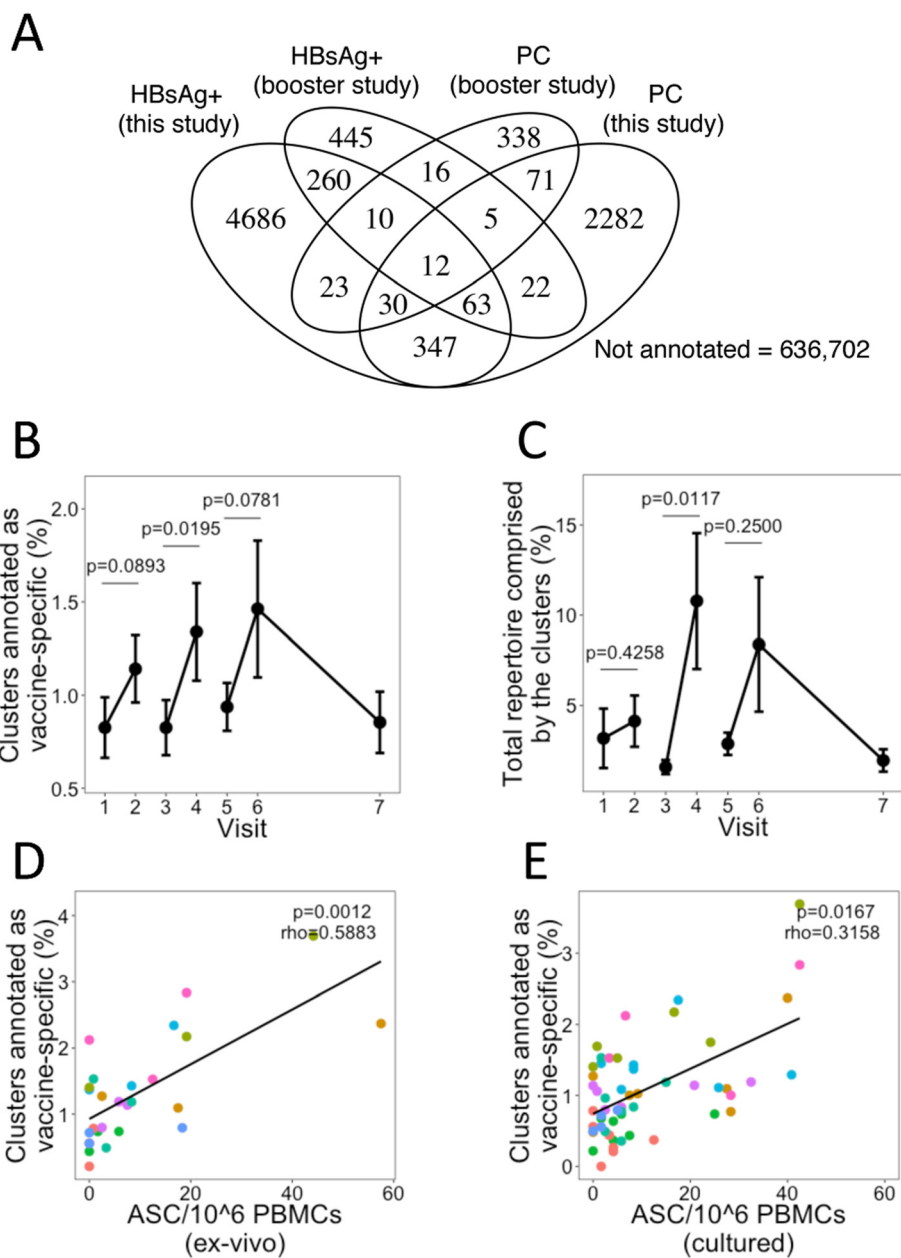 A
HBsAg+
(this study)
HBsAg+
(booster study)
PC
(booster study)
PC
(this study)
445
338
260
16
71
4686
10
5
2282
12
23
30
63
22
347
Not annotated = 636,702
B
Clusters annotated as
vaccine-specific (%)
2.0
1.5
1.0
0.5
p=0.0893
p=0.0195
p=0.0781
1 2 3 4 5 6 7
Visit
C
Total repertoire comprised
by the clusters (%)
15
10
5
p=0.4258
p=0.0117
p=0.2500
1 2 3 4 5 6 7
Visit
D
Clusters annotated as
vaccine-specific (%)
4
3
2
1
p=0.0012
rho=0.5883
0 20 40 60
ASC/10^6 PBMCs
(ex-vivo)
E
Clusters annotated as
vaccine-specific (%)
3
2
1
0
p=0.0167
rho=0.3158
0 20 40 60
ASC/10^6 PBMCs
(cultured)